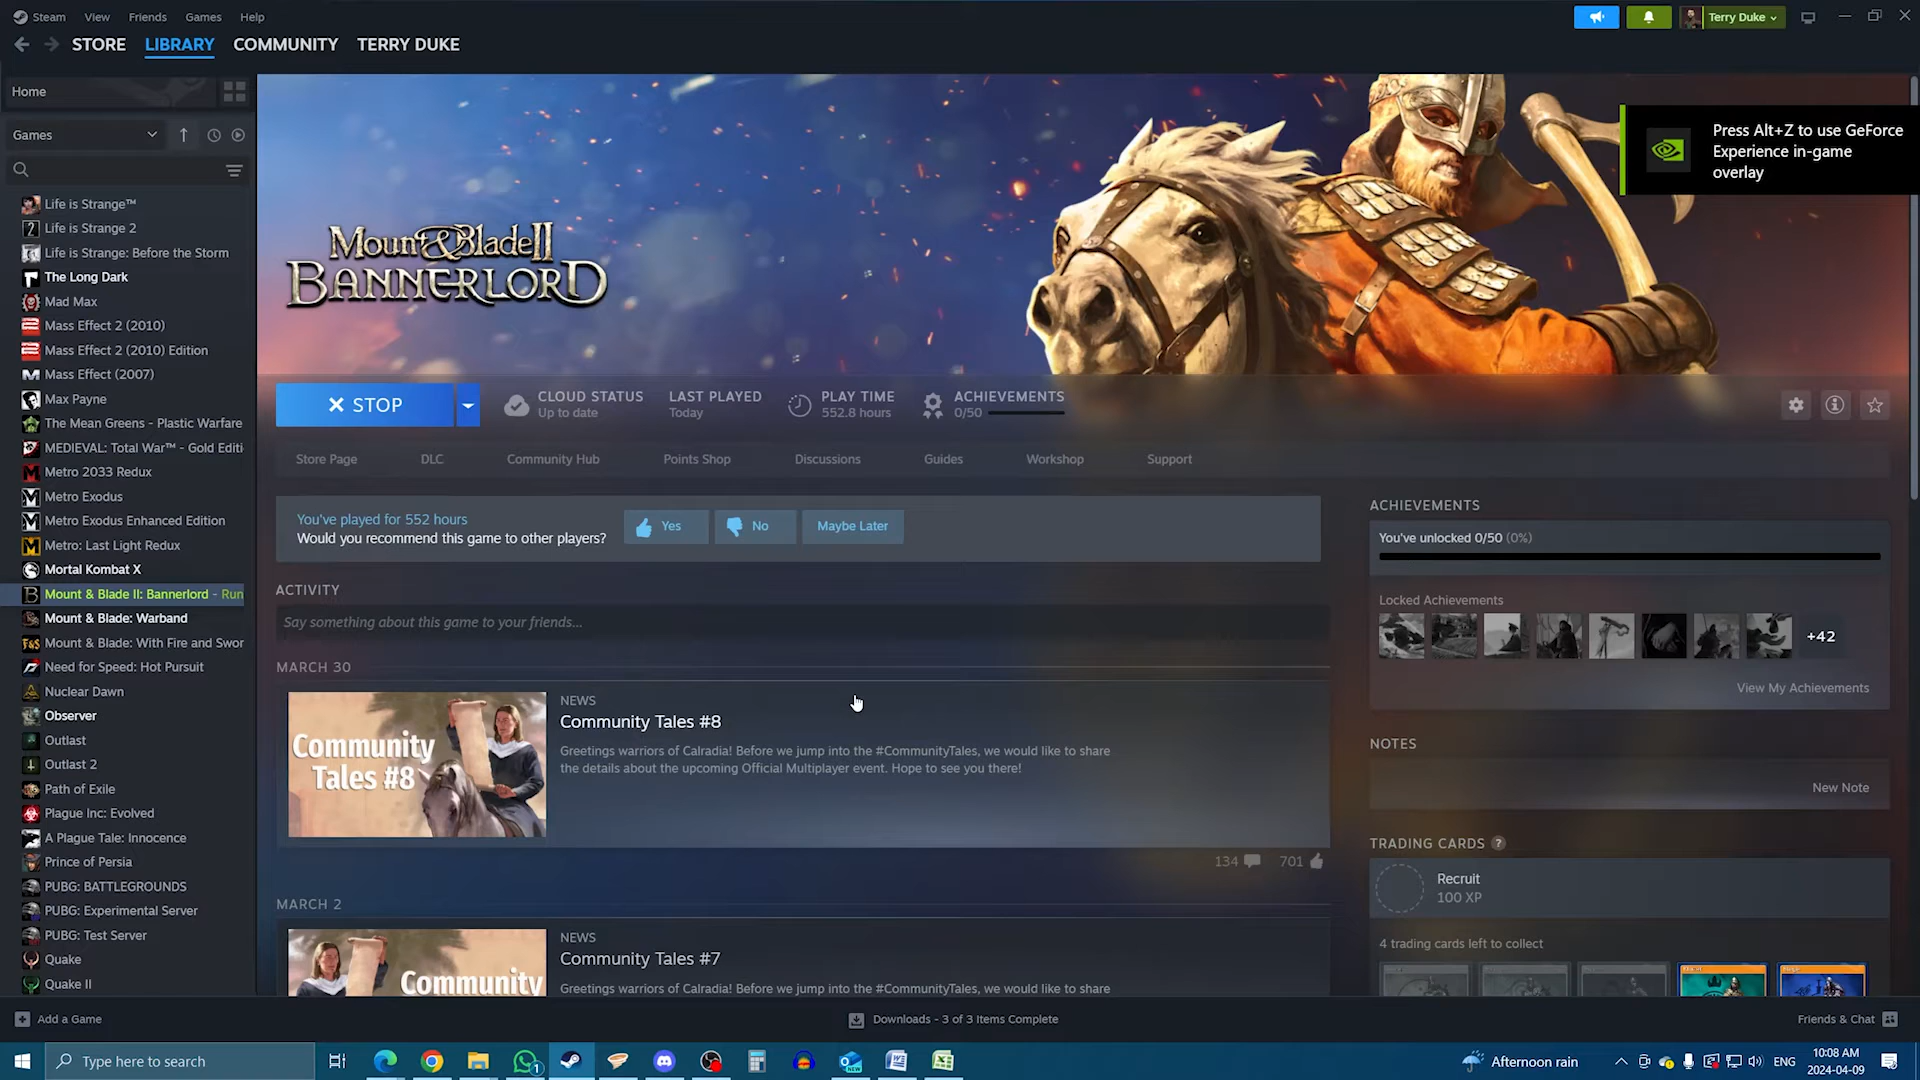 Steam View Friends Games Help
Terry Duke
STORE LIBRARY COMMUNITY TERRY DUKE
Home
Games
Life is Strange™
Life is Strange 2
Life is Strange: Before the Storm
The Long Dark
Mad Max
Mass Effect 2 (2010)
Mass Effect 2 (2010) Edition
Mass Effect (2007)
Max Payne
The Mean Greens - Plastic Warfare
MEDIEVAL: Total War™ - Gold Editi
Metro 2033 Redux
Metro Exodus
Metro Exodus Enhanced Edition
Metro: Last Light Redux
Mortal Kombat X
Mount & Blade II: Bannerlord - Run
Mount & Blade: Warband
Mount & Blade: With Fire and Swor
Need for Speed: Hot Pursuit
Nuclear Dawn
Observer
Outlast
Outlast 2
Path of Exile
Plague Inc: Evolved
A Plague Tale: Innocence
Prince of Persia
PUBG: BATTLEGROUNDS
PUBG: Experimental Server
PUBG: Test Server
Quake
Quake II
Mount & Blade II
BANNERLORD
Press Alt+Z to use GeForce
Experience in-game
overlay
STOP
CLOUD STATUS
Up to date
LAST PLAYED
Today
PLAY TIME
552.8 hours
ACHIEVEMENTS
0/50
Store Page DLC Community Hub Points Shop Discussions Guides Workshop Support
You've played for 552 hours
Would you recommend this game to other players?
Yes No Maybe Later
ACTIVITY
Say something about this game to your friends...
MARCH 30
Community
Tales #8
NEWS
Community Tales #8
Greetings warriors of Calradia! Before we jump into the #CommunityTales, we would like to share
the details about the upcoming Official Multiplayer event. Hope to see you there!
134 701
MARCH 2
Community
NEWS
Community Tales #7
Greetings warriors of Calradia! Before we jump into the #CommunityTales, we would like to share
ACHIEVEMENTS
You've unlocked 0/50 (0%)
Locked Achievements
+42
View My Achievements
NOTES
New Note
TRADING CARDS ?
Recruit
100 XP
4 trading cards left to collect
Add a Game
Downloads - 3 of 3 Items Complete
Friends & Chat
Type here to search
1
NEW
Afternoon rain
ENG
10:08 AM
2024-04-09